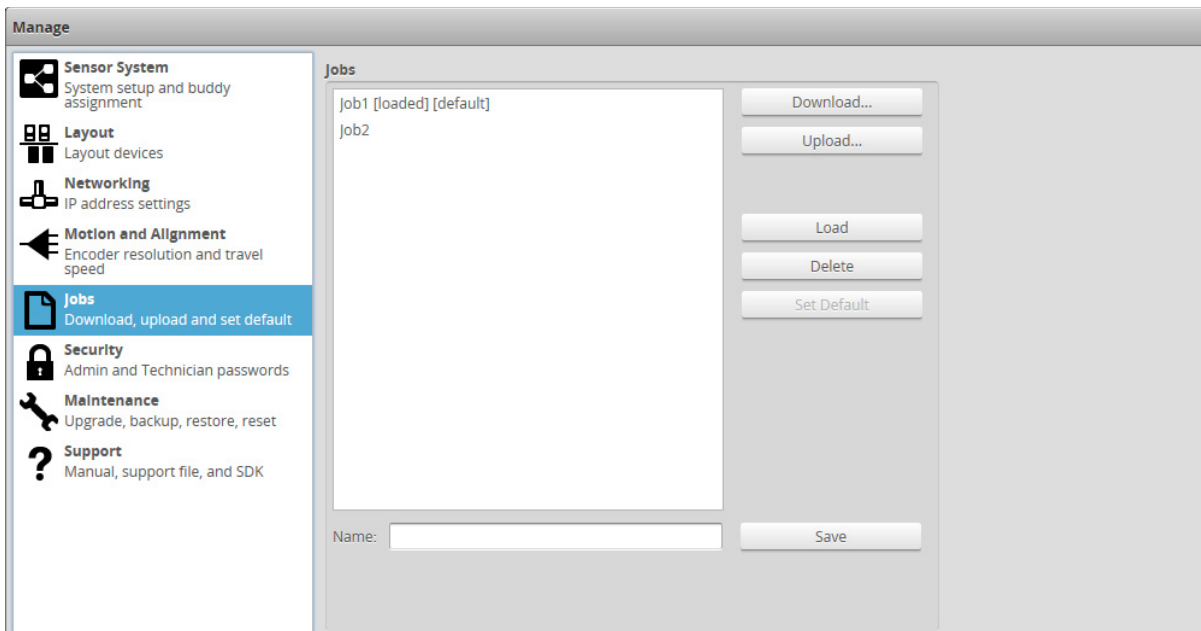 Manage
Sensor System
System setup and buddy
assignment
Layout
Layout devices
Networking
IP address settings
Motion and Alignment
Encoder resolution and travel
speed
Jobs
Download, upload and set default
Security
Admin and Technician passwords
Maintenance
Upgrade, backup, restore, reset
Support
Manual, support file, and SDK
Jobs
Job1 [loaded] [default]
Job2
Download...
Upload...
Load
Delete
Set Default
Name:
Save